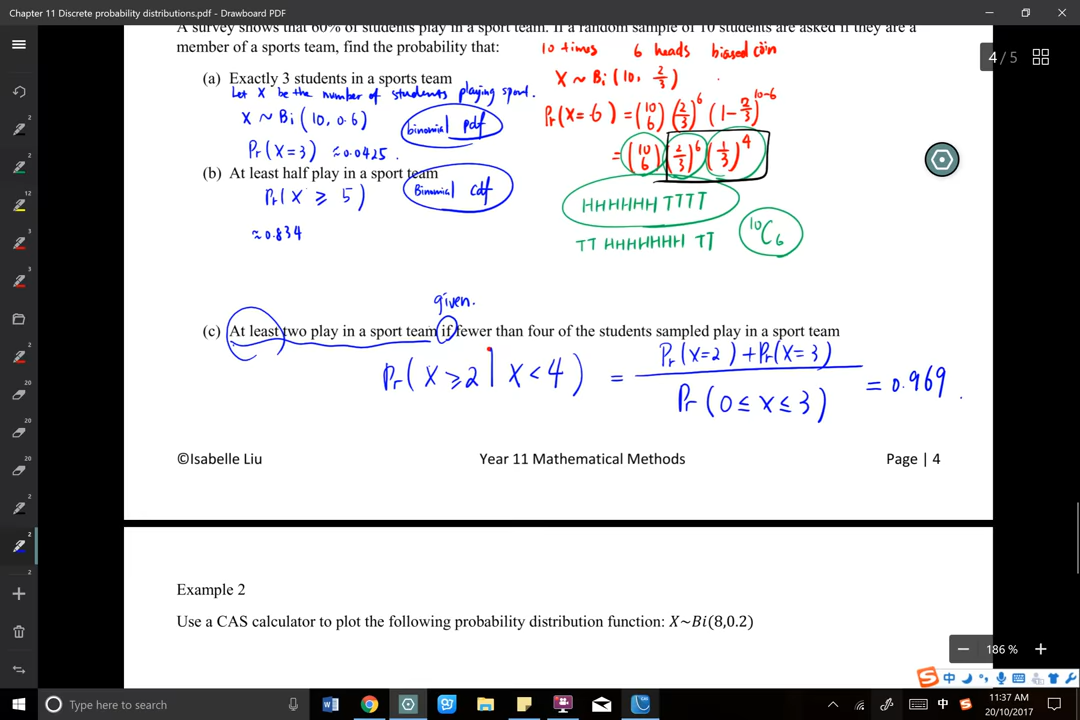 Chapter 11 Discrete probability distributions.pdf - Drawboard PDF
A survey shows that 60% of students play in a sport team. If a random sample of 10 students are asked if they are a
member of a sports team, find the probability that:
10 times 6 heads biased coin
4 / 5
(a) Exactly 3 students in a sports team
X ~ Bi (10, 2/3)
Let X be the number of students playing sport.
X ~ Bi (10, 0.6)
binomial pdf
Pr(X=6) = (10 6) (2/3)^6 (1-2/3)^10-6
Pr(X=3) ≈0.0425.
= (10 6) (2/3)^6 (1/3)^4
(b) At least half play in a sport team
Binomial cdf
Pr(X ≥ 5)
HHHHHH TTTT
≈0.834
TT HHHHHHH TT
10C6
given.
(c) At least two play in a sport team if fewer than four of the students sampled play in a sport team
Pr(X≥2 | X<4) = Pr(X=2)+Pr(X=3) / Pr(0≤X≤3) = 0.969.
©Isabelle Liu Year 11 Mathematical Methods Page | 4
Example 2
Use a CAS calculator to plot the following probability distribution function: X~Bi(8,0.2)
186 %
中
Type here to search
中
11:37 AM
20/10/2017